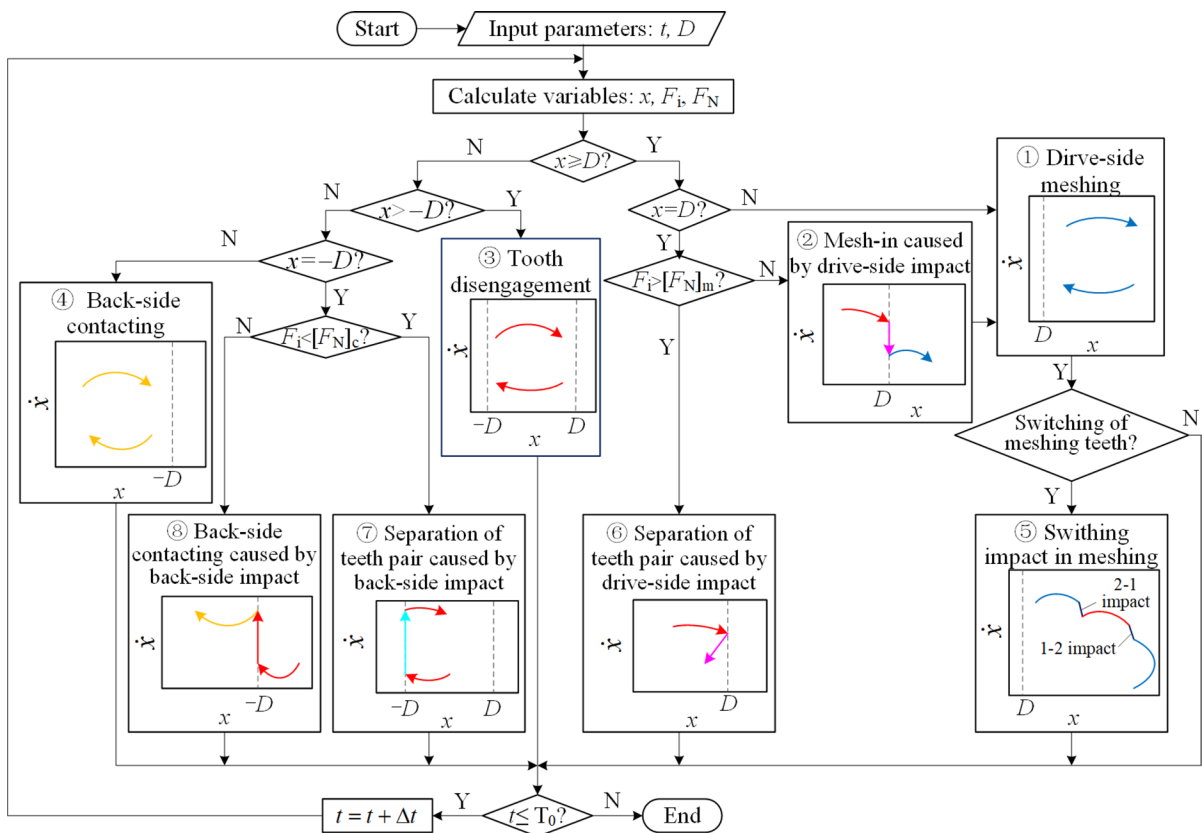 Start
Input parameters: t, D
Calculate variables: x, Fᵢ, F_N
x≥D?
N
Y
x>−D?
N
Y
x=D?
Y
N
x=−D?
N
Y
Fᵢ>[F_N]ₘ?
Y
N
Fᵢ<[F_N]c?
N
Y
① Dirve-side
meshing
ẋ
D
x
Y
② Mesh-in caused
by drive-side impact
ẋ
D
x
③ Tooth
disengagement
ẋ
−D
D
x
④ Back-side
contacting
ẋ
−D
x
Switching of
meshing teeth?
N
Y
⑧ Back-side
contacting caused by
back-side impact
ẋ
−D
x
⑦ Separation of
teeth pair caused by
back-side impact
ẋ
−D
D
x
⑥ Separation of
teeth pair caused by
drive-side impact
ẋ
D
x
⑤ Swithing
impact in meshing
2-1
impact
1-2 impact
ẋ
D
x
t = t + Δt
Y
t≤ T₀?
N
End